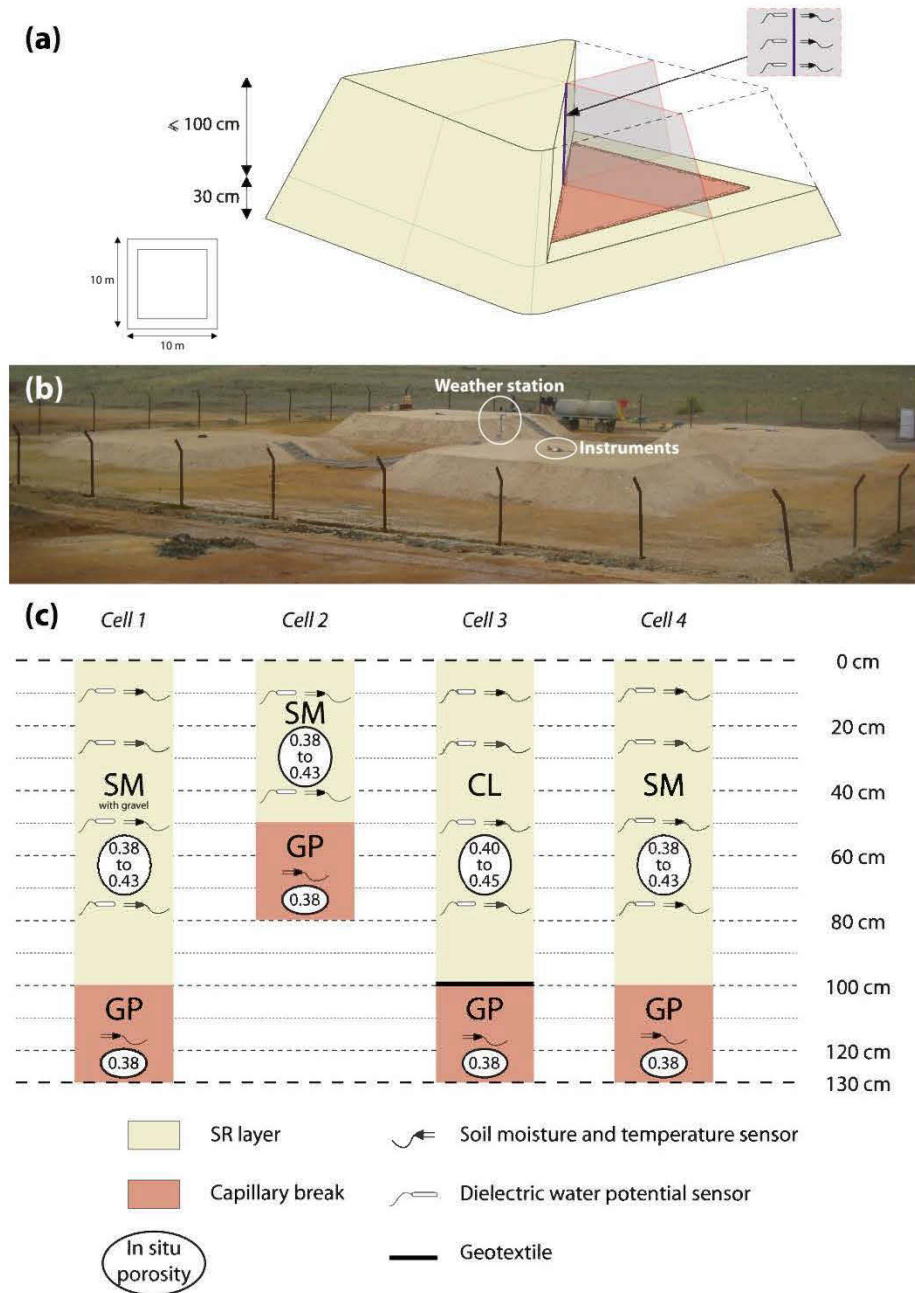 (a)
⩽ 100 cm
30 cm
10 m
10 m
(b)
Weather station
Instruments
(c)
Cell 1
Cell 2
Cell 3
Cell 4
0 cm
20 cm
40 cm
60 cm
80 cm
100 cm
120 cm
130 cm
SM
with gravel
0.38
to
0.43
GP
0.38
SM
0.38
to
0.43
GP
0.38
CL
0.40
to
0.45
GP
0.38
SM
0.38
to
0.43
GP
0.38
SR layer
Soil moisture and temperature sensor
Capillary break
Dielectric water potential sensor
In situ
porosity
Geotextile